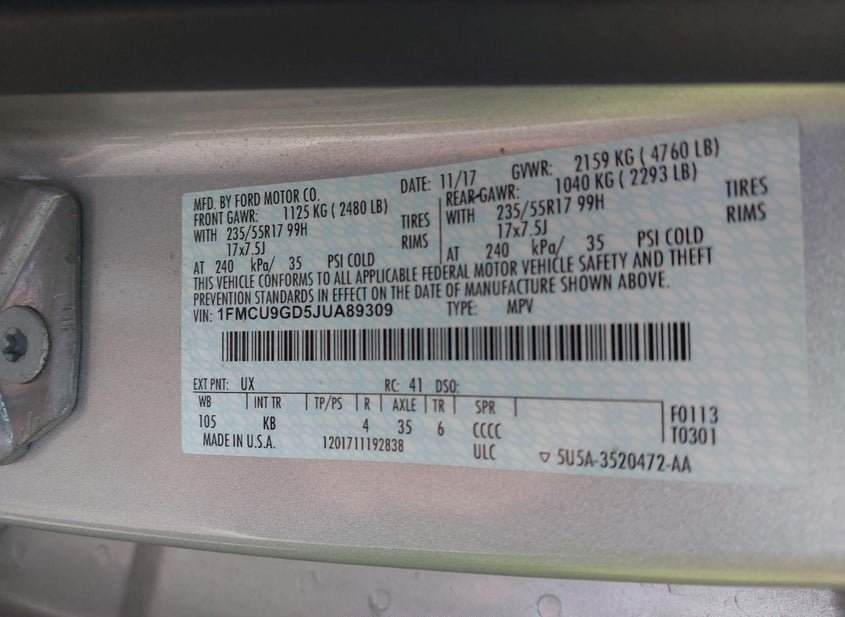 MFD. BY FORD MOTOR CO. DATE: 11/17 GVWR: 2159 KG ( 4760 LB)
FRONT GAWR: 1125 KG ( 2480 LB) REAR GAWR: 1040 KG ( 2293 LB)
WITH 235/55R17 99H TIRES WITH 235/55R17 99H TIRES
17x7.5J RIMS 17x7.5J RIMS
AT 240 kPa/ 35 PSI COLD AT 240 kPa/ 35 PSI COLD
THIS VEHICLE CONFORMS TO ALL APPLICABLE FEDERAL MOTOR VEHICLE SAFETY AND THEFT
PREVENTION STANDARDS IN EFFECT ON THE DATE OF MANUFACTURE SHOWN ABOVE.
VIN: 1FMCU9GD5JUA89309 TYPE: MPV
EXT PNT: UX RC: 41 DSO:
WB INT TR TP/PS R AXLE TR SPR
105 KB 4 35 6 CCCC
F0113
T0301
MADE IN U.S.A. 1201711192838 ULC ▽ 5U5A-3520472-AA